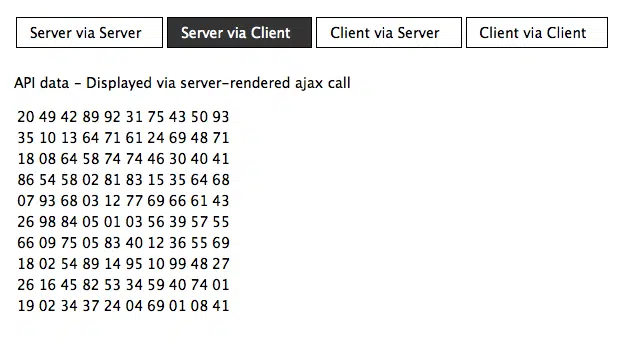 Server via Server Server via Client Client via Server Client via Client
API data - Displayed via server-rendered ajax call
20 49 42 89 92 31 75 43 50 93
35 10 13 64 71 61 24 69 48 71
18 08 64 58 74 74 46 30 40 41
86 54 58 02 81 83 15 35 64 68
07 93 68 03 12 77 69 66 61 43
26 98 84 05 01 03 56 39 57 55
66 09 75 05 83 40 12 36 55 69
18 02 54 89 14 95 10 99 48 27
26 16 45 82 53 34 59 40 74 01
19 02 34 37 24 04 69 01 08 41